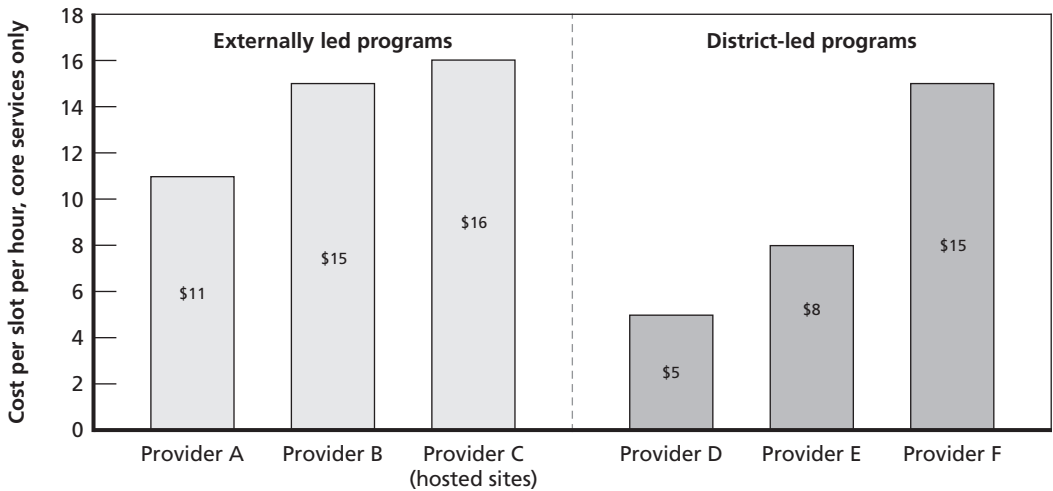 Cost per slot per hour, core services only
18
16
14
12
10
8
6
4
2
0
Externally led programs
District-led programs
$11
$15
$16
$5
$8
$15
Provider A
Provider B
Provider C
(hosted sites)
Provider D
Provider E
Provider F